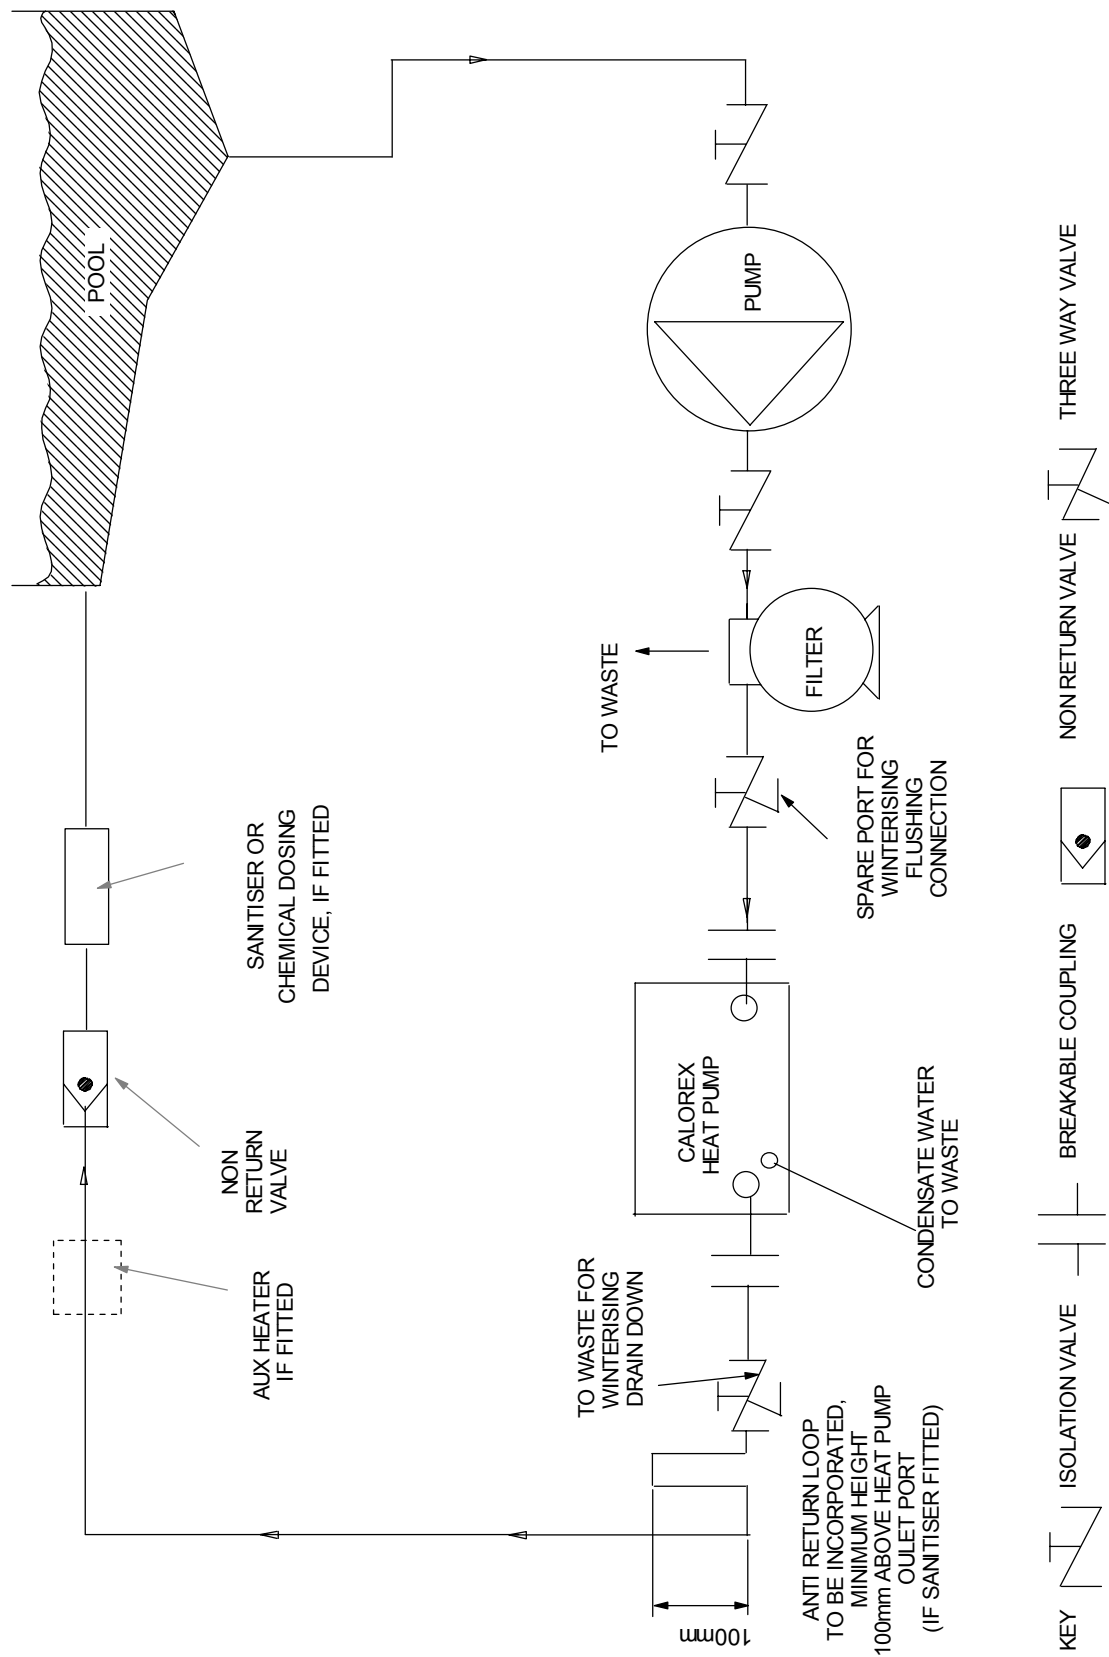 POOL
PUMP
FILTER
TO WASTE
SPARE PORT FOR
WINTERISING
FLUSHING
CONNECTION
CALOREX
HEAT PUMP
CONDENSATE WATER
TO WASTE
TO WASTE FOR
WINTERISING
DRAIN DOWN
ANTI RETURN LOOP
TO BE INCORPORATED,
MINIMUM HEIGHT
100mm ABOVE HEAT PUMP
OULET PORT
(IF SANITISER FITTED)
100mm
AUX HEATER
IF FITTED
NON
RETURN
VALVE
SANITISER OR
CHEMICAL DOSING
DEVICE, IF FITTED
KEY
ISOLATION VALVE
BREAKABLE COUPLING
NON RETURN VALVE
THREE WAY VALVE